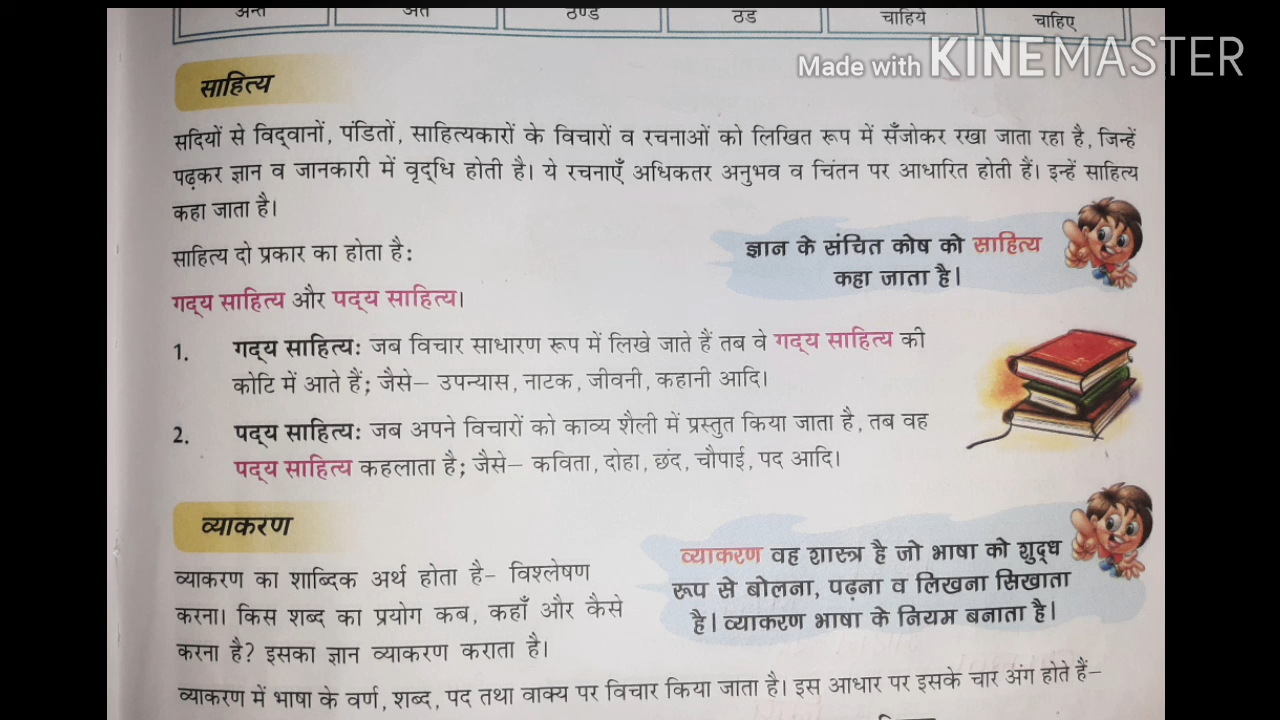 अन्त अंत ठण्ड ठंड चाहिये चाहिए
Made with KINEMASTER
साहित्य
सदियों से विद्वानों, पंडितों, साहित्यकारों के विचारों व रचनाओं को लिखित रूप में सँजोकर रखा जाता रहा है, जिन्हें
पढ़कर ज्ञान व जानकारी में वृद्धि होती है। ये रचनाएँ अधिकतर अनुभव व चिंतन पर आधारित होती हैं। इन्हें साहित्य
कहा जाता है।
साहित्य दो प्रकार का होता है:
गद्य साहित्य और पद्य साहित्य।
ज्ञान के संचित कोष को साहित्य
कहा जाता है।
1. गद्य साहित्य: जब विचार साधारण रूप में लिखे जाते हैं तब वे गद्य साहित्य की
कोटि में आते हैं; जैसे– उपन्यास, नाटक, जीवनी, कहानी आदि।
2. पद्य साहित्य: जब अपने विचारों को काव्य शैली में प्रस्तुत किया जाता है, तब वह
पद्य साहित्य कहलाता है; जैसे– कविता, दोहा, छंद, चौपाई, पद आदि।
व्याकरण
व्याकरण का शाब्दिक अर्थ होता है– विश्लेषण
करना। किस शब्द का प्रयोग कब, कहाँ और कैसे
करना है? इसका ज्ञान व्याकरण कराता है।
व्याकरण वह शास्त्र है जो भाषा को शुद्ध
रूप से बोलना, पढ़ना व लिखना सिखाता
है। व्याकरण भाषा के नियम बनाता है।
व्याकरण में भाषा के वर्ण, शब्द, पद तथा वाक्य पर विचार किया जाता है। इस आधार पर इसके चार अंग होते हैं–